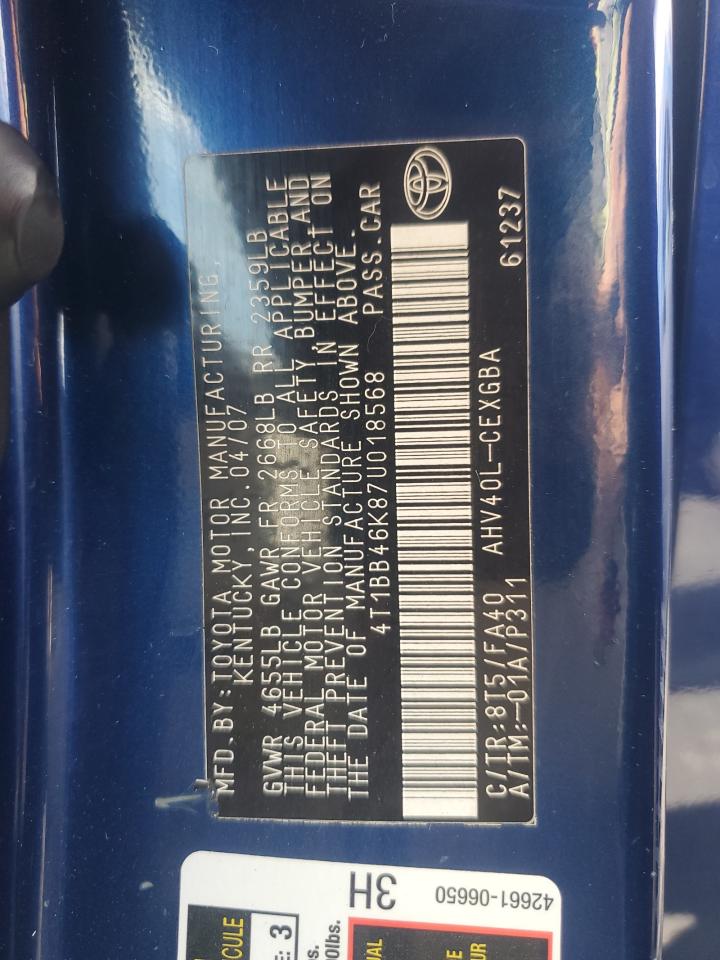 MFD.BY:TOYOTA MOTOR MANUFACTURING,
KENTUCKY, INC. 04/07
GVWR 4655LB GAWR FR 2668LB RR 2359LB
THIS VEHICLE CONFORMS TO ALL APPLICABLE
FEDERAL MOTOR VEHICLE SAFETY, BUMPER AND
THEFT PREVENTION STANDARDS IN EFFECT ON
THE DATE OF MANUFACTURE SHOWN ABOVE.
4T1BB46K87U018568 PASS.CAR
C/TR:8T5/FA40 AHV40L-CEXGBA 61237
A/TM:-01A/P311
42661-06650
3H